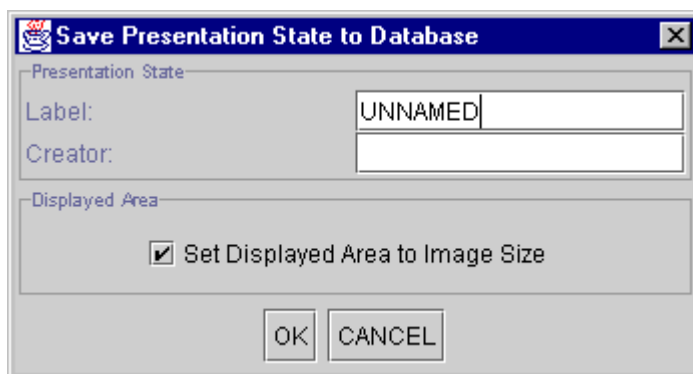 Save Presentation State to Database
Presentation State
Label: UNNAMED
Creator:
Displayed Area
Set Displayed Area to Image Size
OK CANCEL